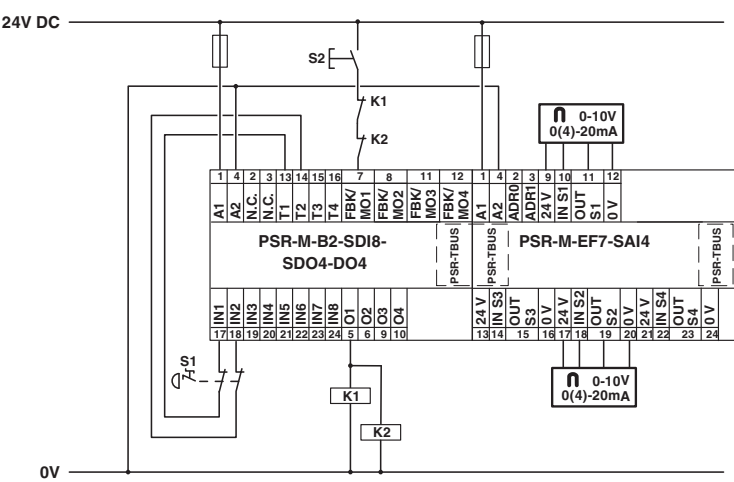 24V DC
S2
K1
K2
0-10V
0(4)-20mA
1 4 2 3 13 14 15 16 7 8 11 12 1 4 2 3 9 10 11 12
A1 A2 N.C. N.C. T1 T2 T3 T4 FBK/MO1 FBK/MO2 FBK/MO3 FBK/MO4 A1 A2 ADR0 ADR1 24 V IN S1 OUT S1 0 V
PSR-M-B2-SDI8-
SDO4-DO4
PSR-TBUS
PSR-TBUS
PSR-M-EF7-SAI4
PSR-TBUS
IN1 IN2 IN3 IN4 IN5 IN6 IN7 IN8 O1 O2 O3 O4 24 V IN S3 OUT S3 0 V 24 V IN S2 OUT S2 0 V 24 V IN S4 OUT S4 0 V
17 18 19 20 21 22 23 24 5 6 9 10 13 14 15 16 17 18 19 20 21 22 23 24
S1
K1
K2
0-10V
0(4)-20mA
0V